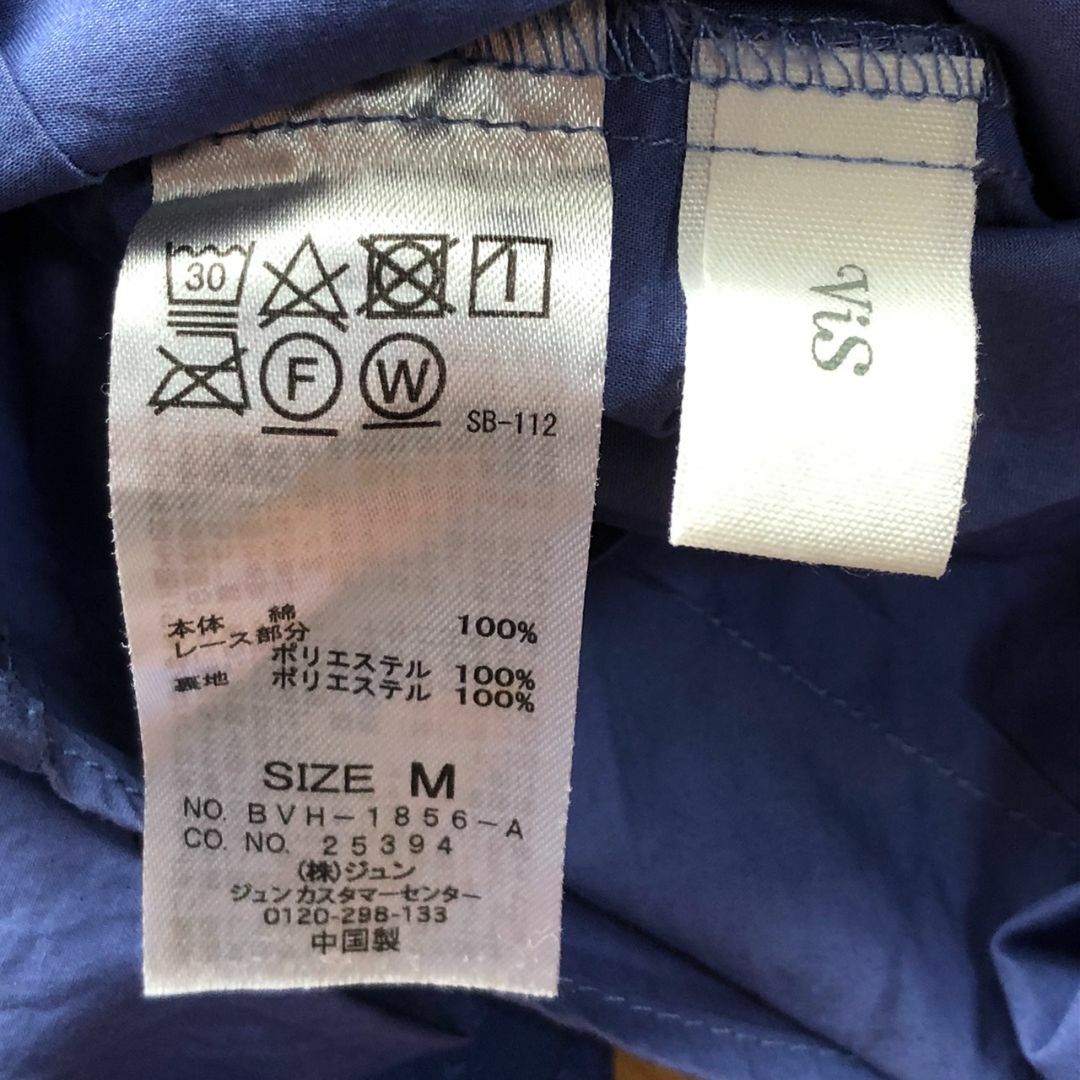 30
F
W
SB-112
本体 綿 100%
レース部分
ポリエステル 100%
裏地 ポリエステル 100%
SIZE M
NO. BVH-1856-A
CO. NO. 25394
(株)ジュン
ジュンカスタマーセンター
0120-298-133
中国製
ViS